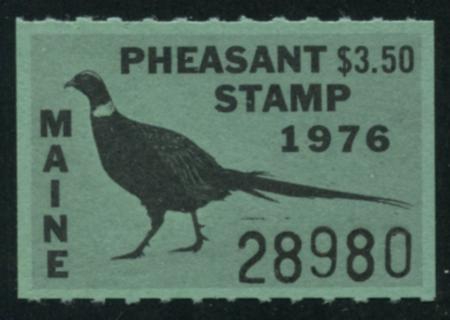 PHEASANT $3.50
STAMP
1976
MAINE
28980